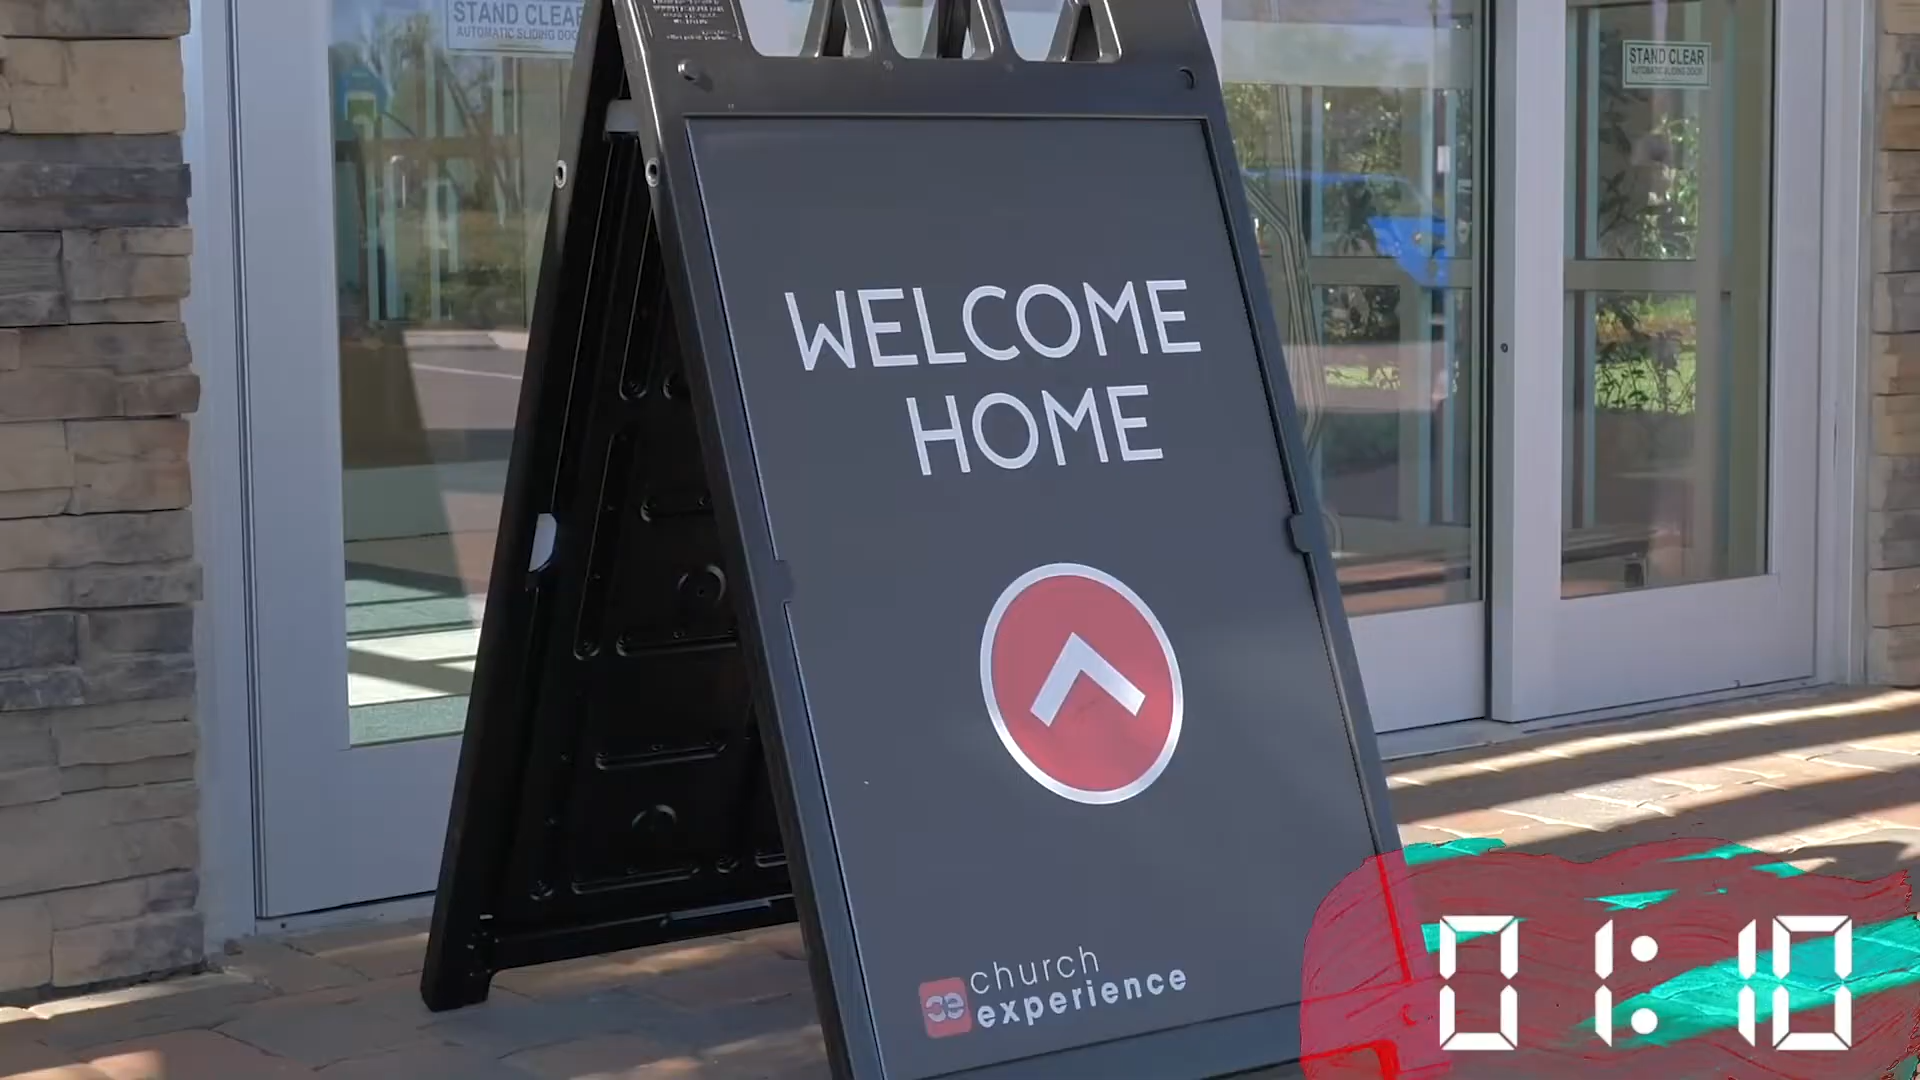 STAND CLEAR
AUTOMATIC SLIDING DOOR
STAND CLEAR
AUTOMATIC SLIDING DOOR
WELCOME
HOME
church
ce experience
01:10